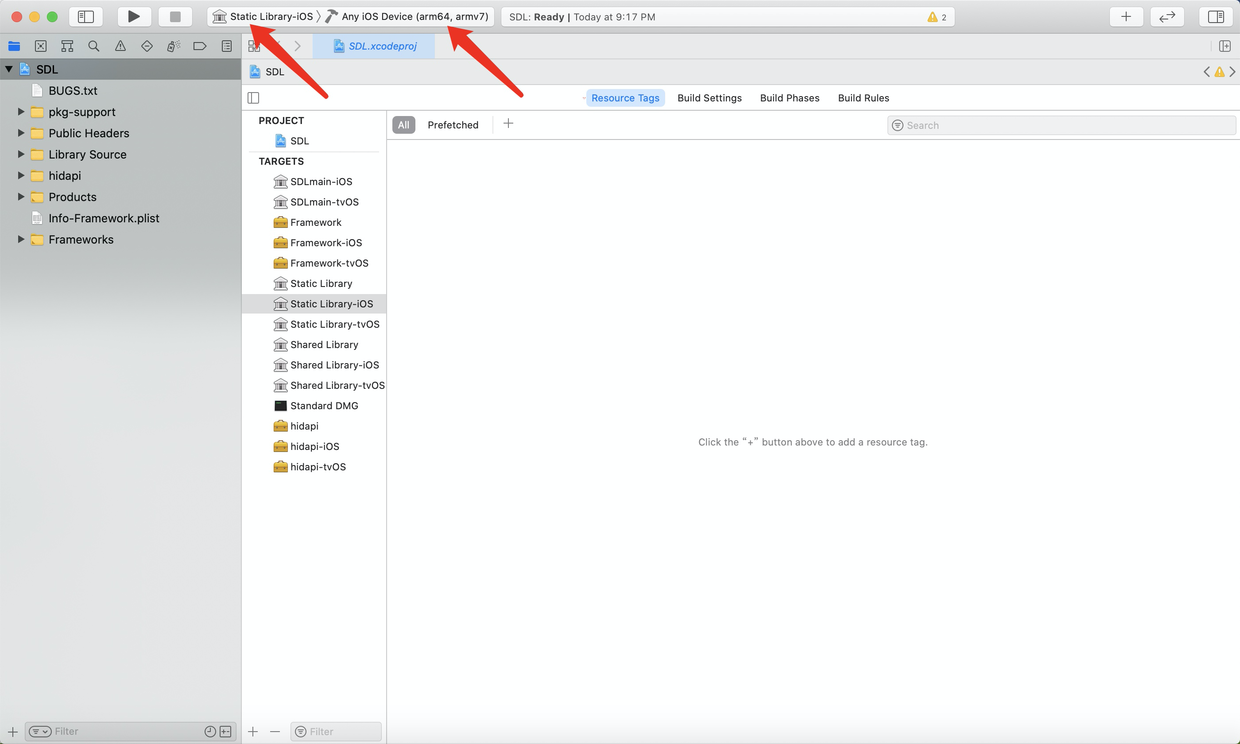 Static Library-iOS 〉 Any iOS Device (arm64, armv7)
SDL: Ready | Today at 9:17 PM
2
SDL.xcodeproj
SDL
BUGS.txt
pkg-support
Public Headers
Library Source
hidapi
Products
Info-Framework.plist
Frameworks
Filter
SDL
Resource Tags
Build Settings
Build Phases
Build Rules
PROJECT
SDL
TARGETS
SDLmain-iOS
SDLmain-tvOS
Framework
Framework-iOS
Framework-tvOS
Static Library
Static Library-iOS
Static Library-tvOS
Shared Library
Shared Library-iOS
Shared Library-tvOS
Standard DMG
hidapi
hidapi-iOS
hidapi-tvOS
Filter
All
Prefetched
Search
Click the “+” button above to add a resource tag.